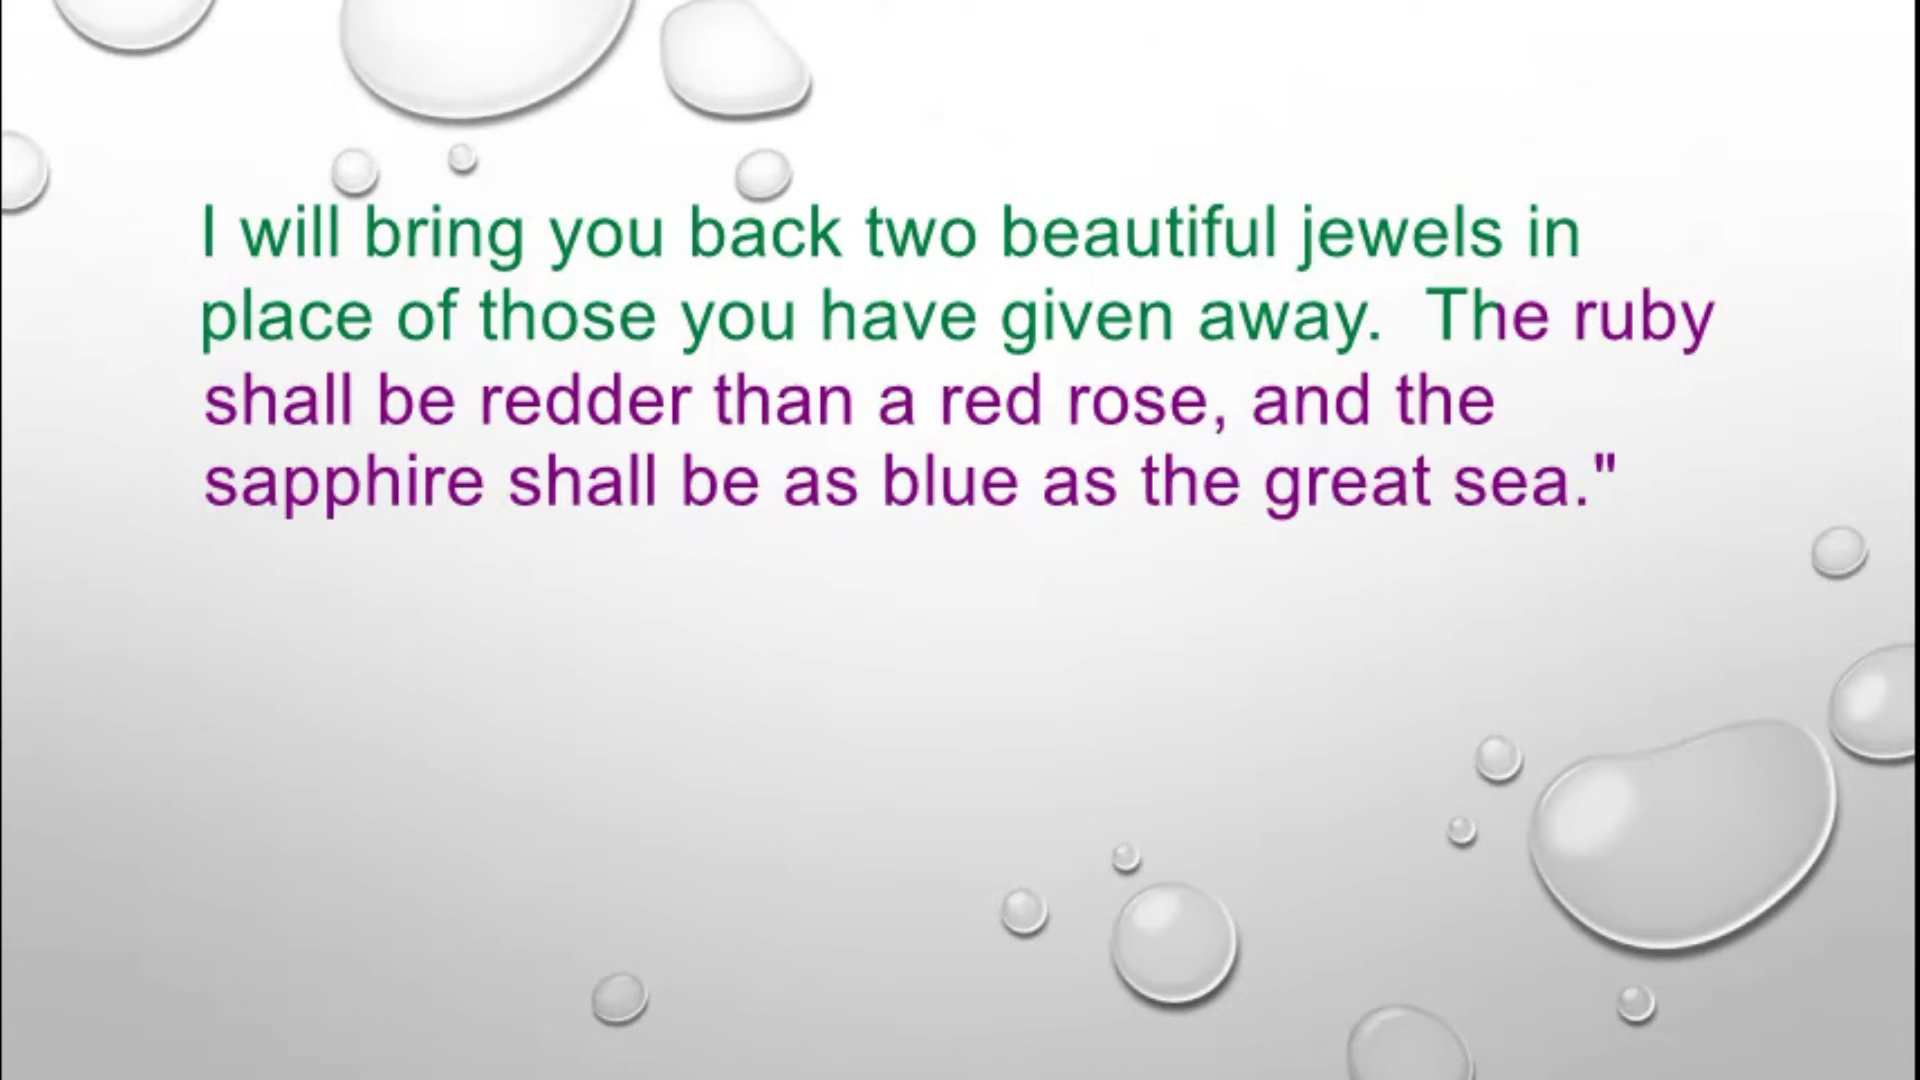 I will bring you back two beautiful jewels in
place of those you have given away.  The ruby
shall be redder than a red rose, and the
sapphire shall be as blue as the great sea."